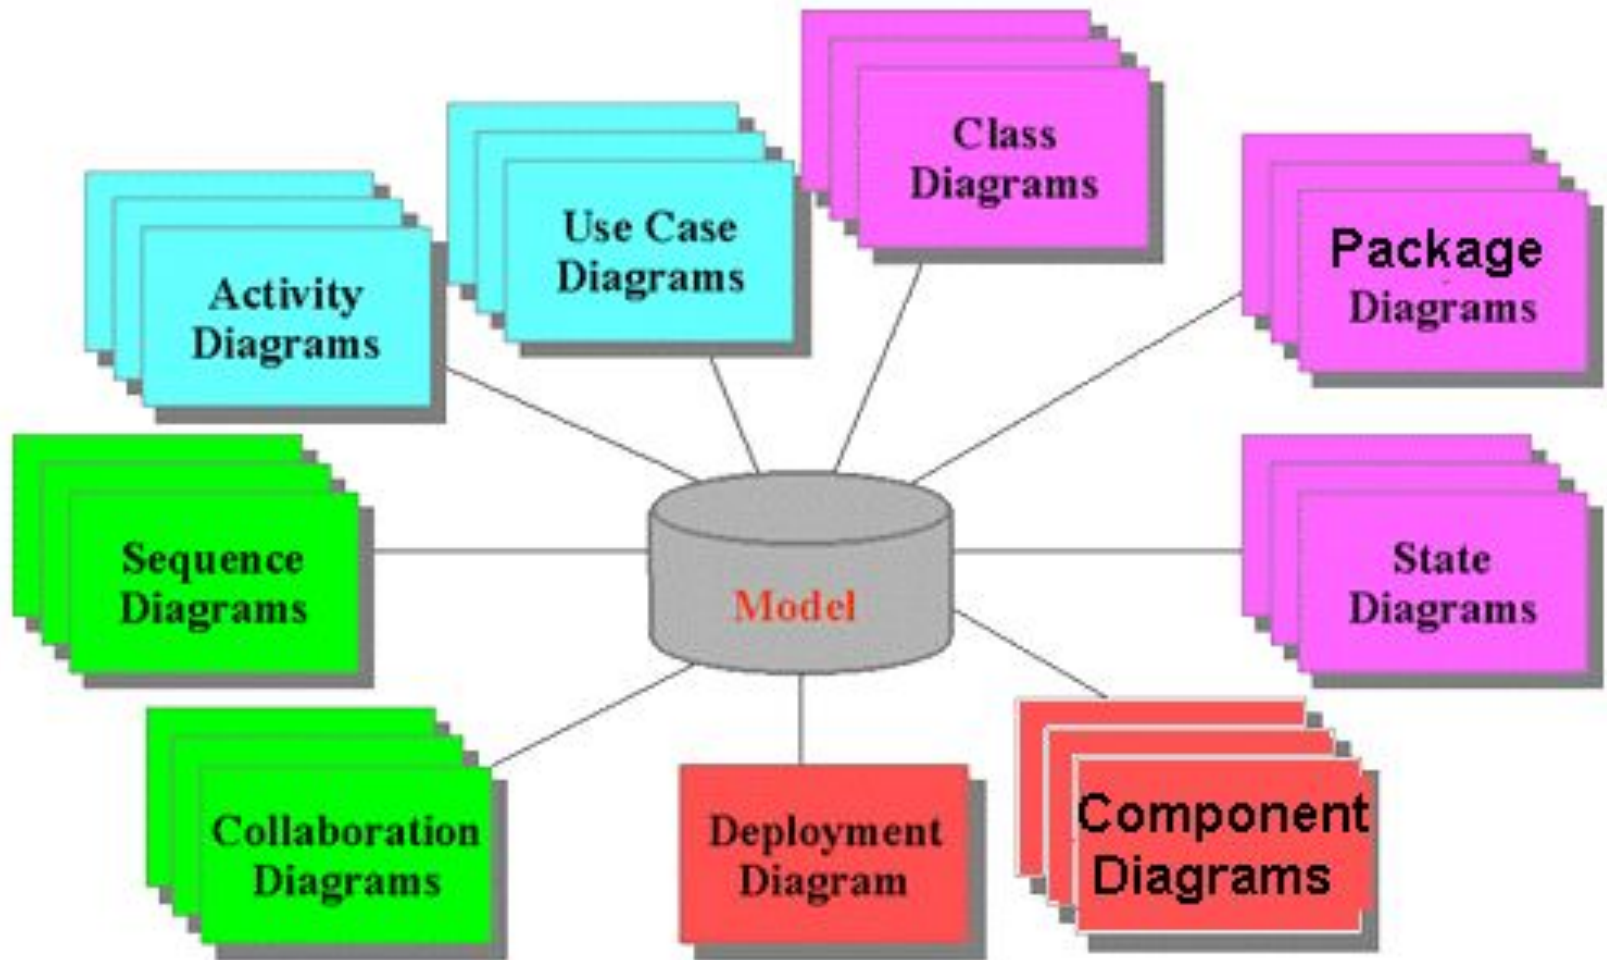 Class
Diagrams
Use Case
Diagrams
Package
Diagrams
Activity
Diagrams
Sequence
Diagrams
Model
State
Diagrams
Collaboration
Diagrams
Deployment
Diagram
Component
Diagrams